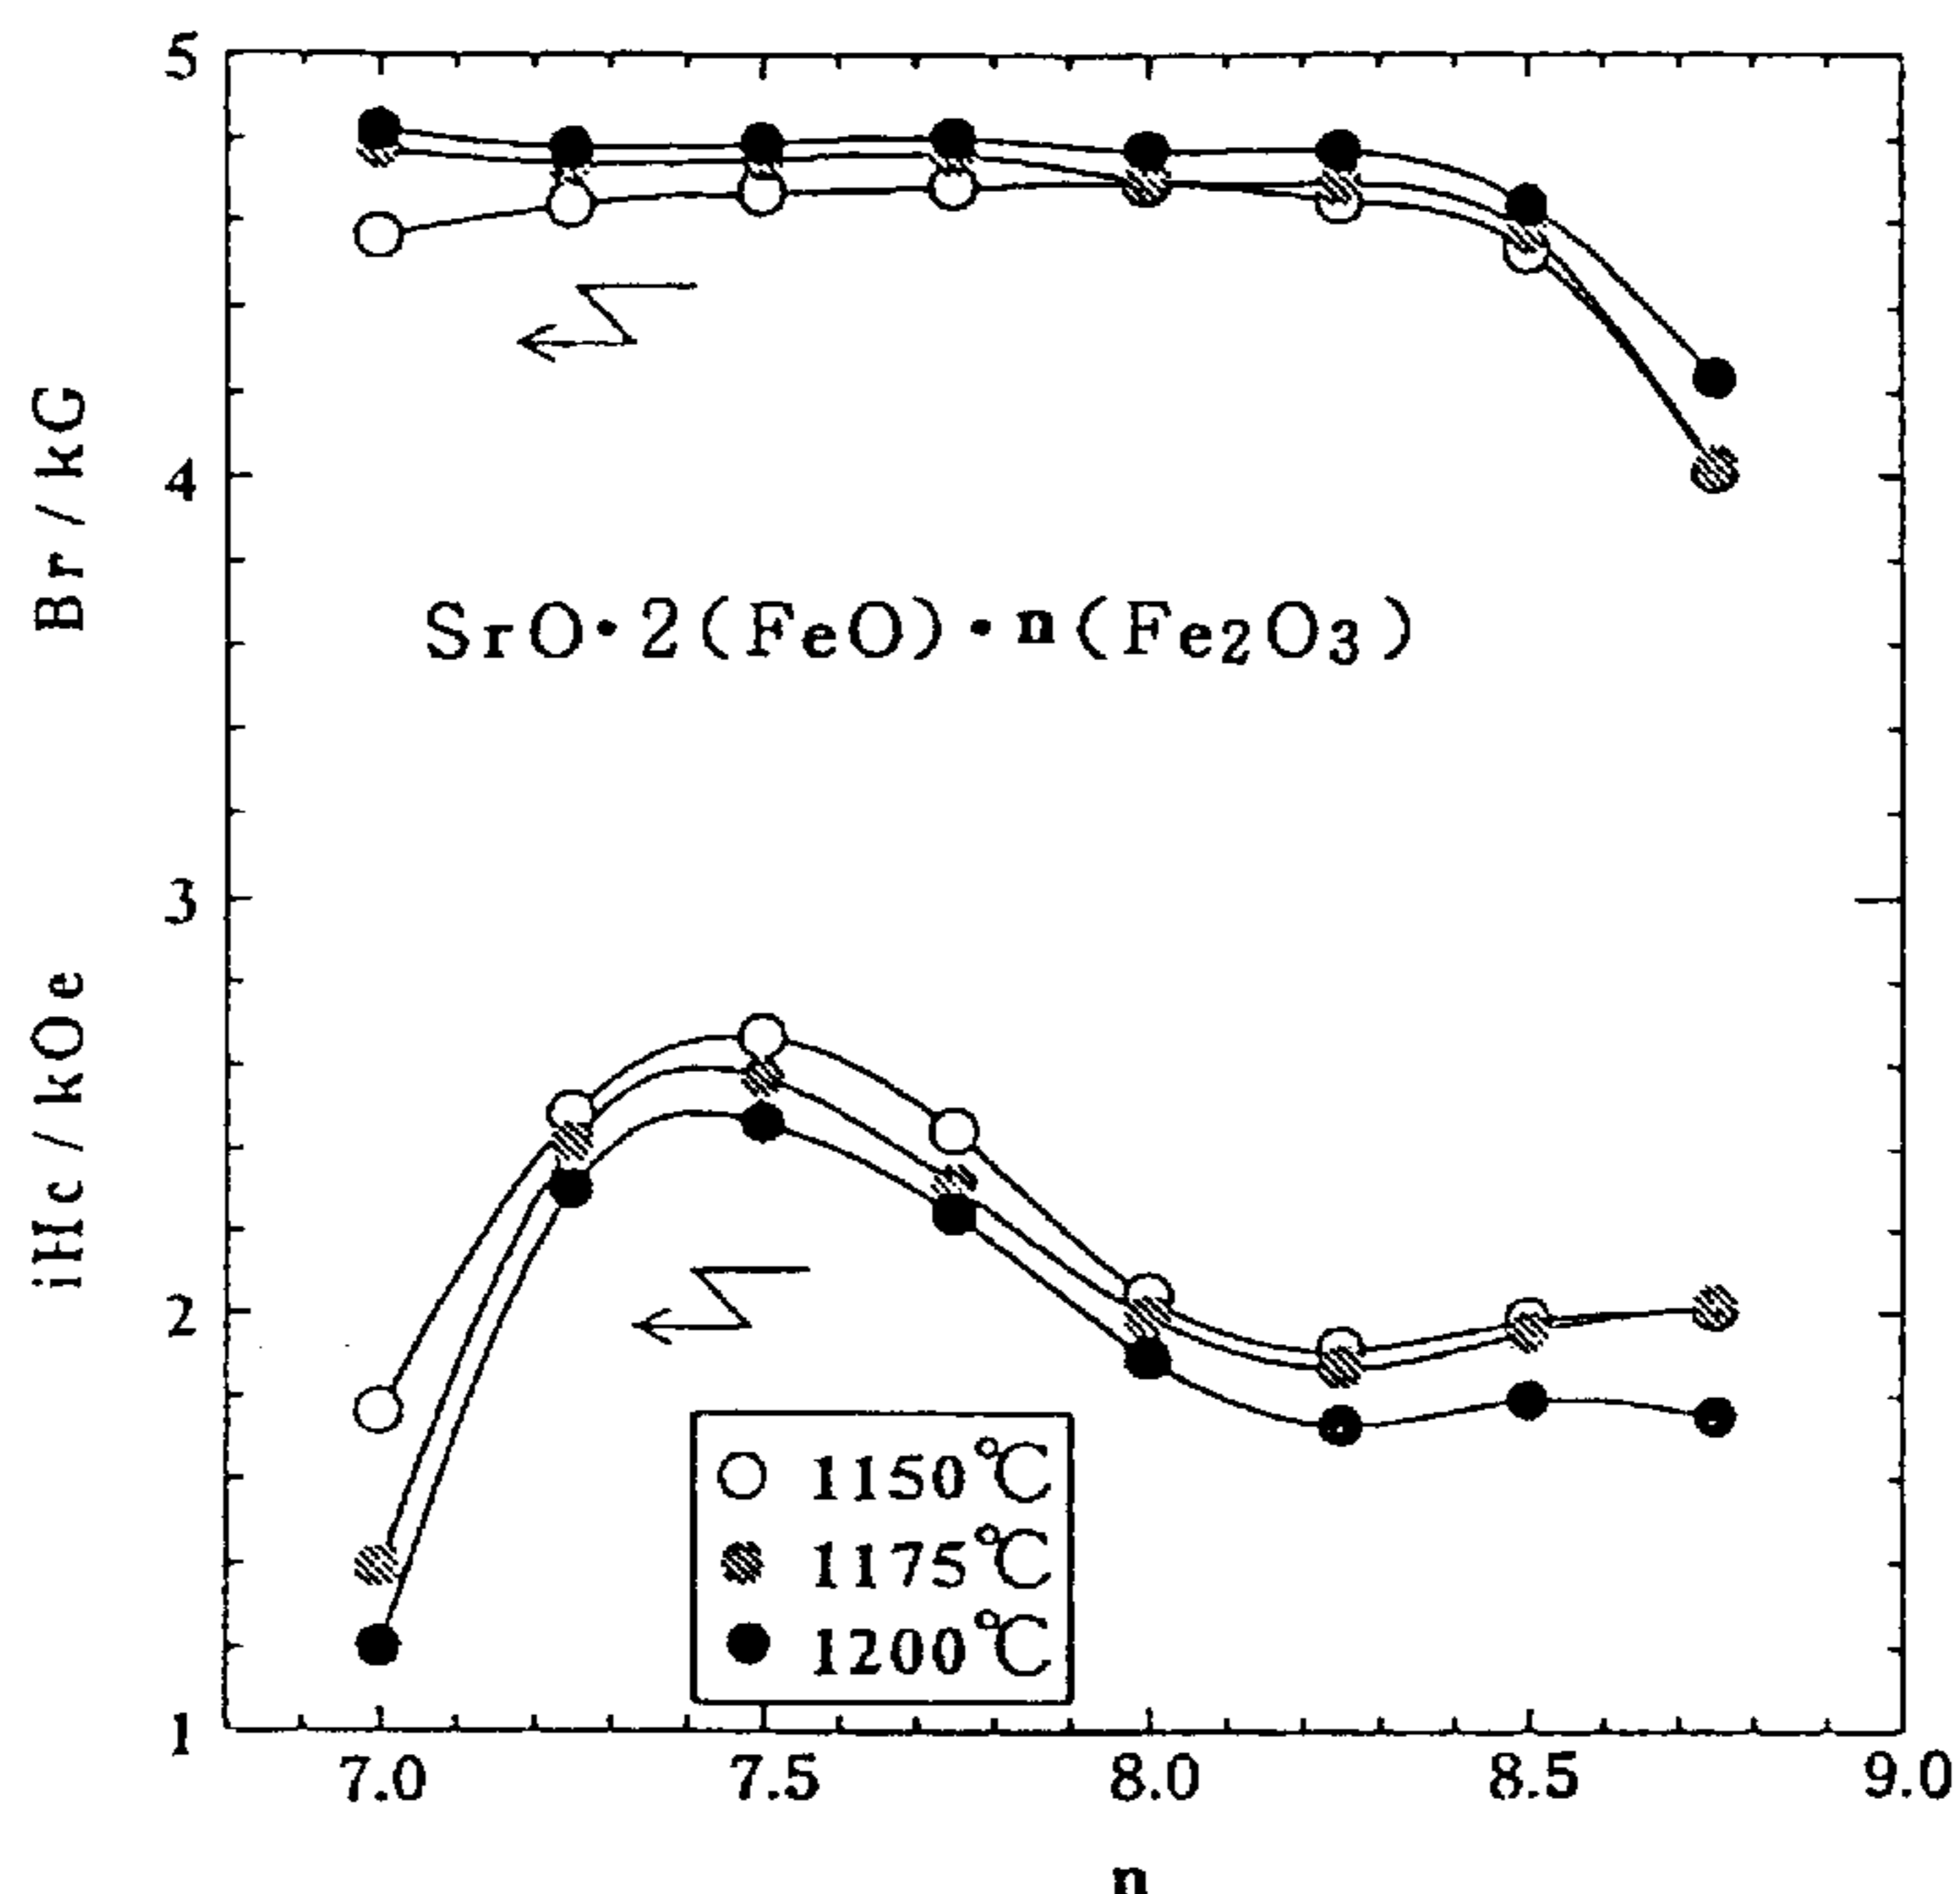 5
4
3
2
1
Br/kG
iHc/kOe
SrO•2(FeO)•n(Fe₂O₃)
1150℃
1175℃
1200℃
7.0 7.5 8.0 8.5 9.0
n